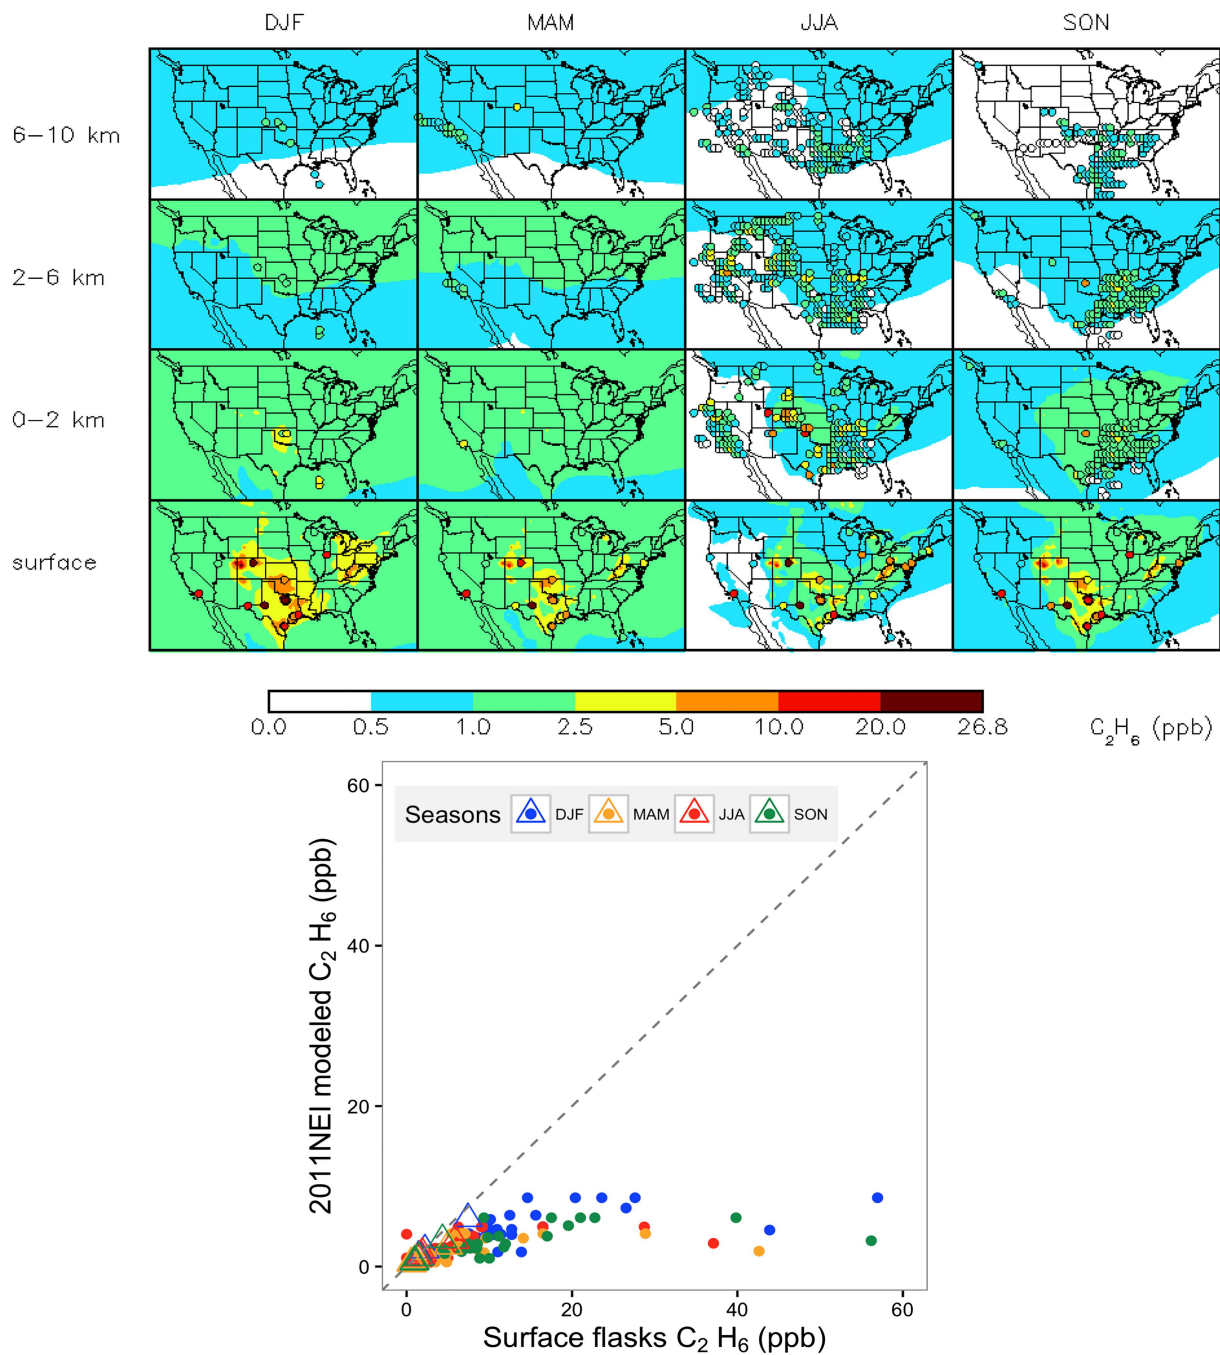 DJF MAM JJA SON
6-10 km
2-6 km
0-2 km
surface
0.0 0.5 1.0 2.5 5.0 10.0 20.0 26.8 C2H6 (ppb)
Seasons DJF MAM JJA SON
60
40
20
0
2011NEI modeled C2 H6 (ppb)
0 20 40 60
Surface flasks C2 H6 (ppb)